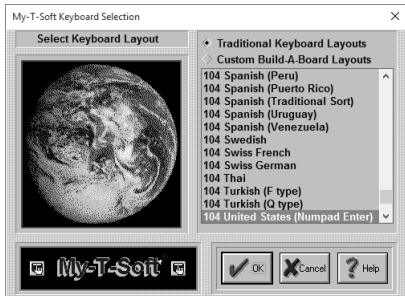 My-T-Soft Keyboard Selection
Select Keyboard Layout
Traditional Keyboard Layouts
Custom Build-A-Board Layouts
104 Spanish (Peru)
104 Spanish (Puerto Rico)
104 Spanish (Traditional Sort)
104 Spanish (Uruguay)
104 Spanish (Venezuela)
104 Swedish
104 Swiss French
104 Swiss German
104 Thai
104 Turkish (F type)
104 Turkish (Q type)
104 United States (Numpad Enter)
My-T-Soft
OK
Cancel
Help